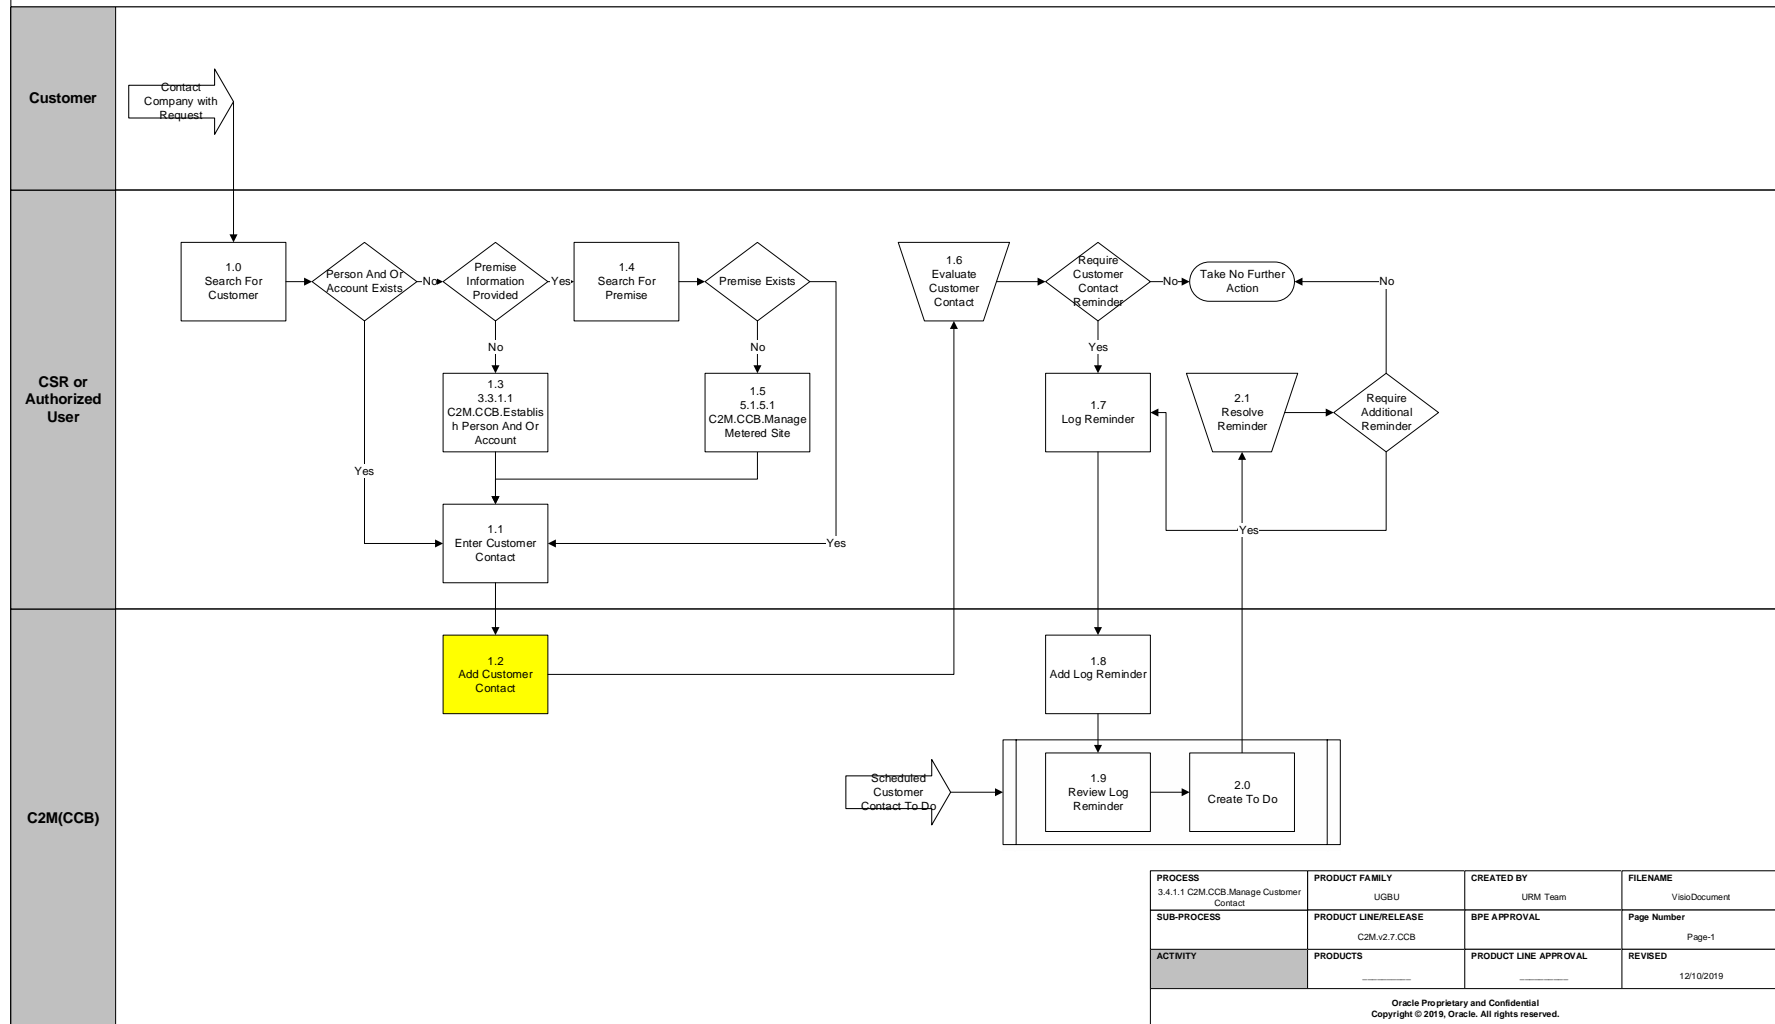 Customer
Contact
Company with
Request
CSR or
Authorized
User
1.0
Search For
Customer
Person And Or
Account Exists
No
Premise
Information
Provided
Yes
1.4
Search For
Premise
Premise Exists
1.6
Evaluate
Customer
Contact
Require
Customer
Contact
Reminder
No
Take No Further
Action
No
No
No
Yes
1.3
3.3.1.1
C2M.CCB.Establis
h Person And Or
Account
1.5
5.1.5.1
C2M.CCB.Manage
Metered Site
1.7
Log Reminder
2.1
Resolve
Reminder
Require
Additional
Reminder
Yes
1.1
Enter Customer
Contact
Yes
Yes
C2M(CCB)
1.2
Add Customer
Contact
1.8
Add Log Reminder
Scheduled
Customer
Contact To Do
1.9
Review Log
Reminder
2.0
Create To Do
PROCESS
3.4.1.1 C2M.CCB.Manage Customer
Contact
PRODUCT FAMILY
UGBU
CREATED BY
URM Team
FILENAME
VisioDocument
SUB-PROCESS
PRODUCT LINE/RELEASE
C2M.v2.7.CCB
BPE APPROVAL
Page Number
Page-1
ACTIVITY
PRODUCTS
PRODUCT LINE APPROVAL
REVISED
12/10/2019
Oracle Proprietary and Confidential
Copyright © 2019, Oracle. All rights reserved.